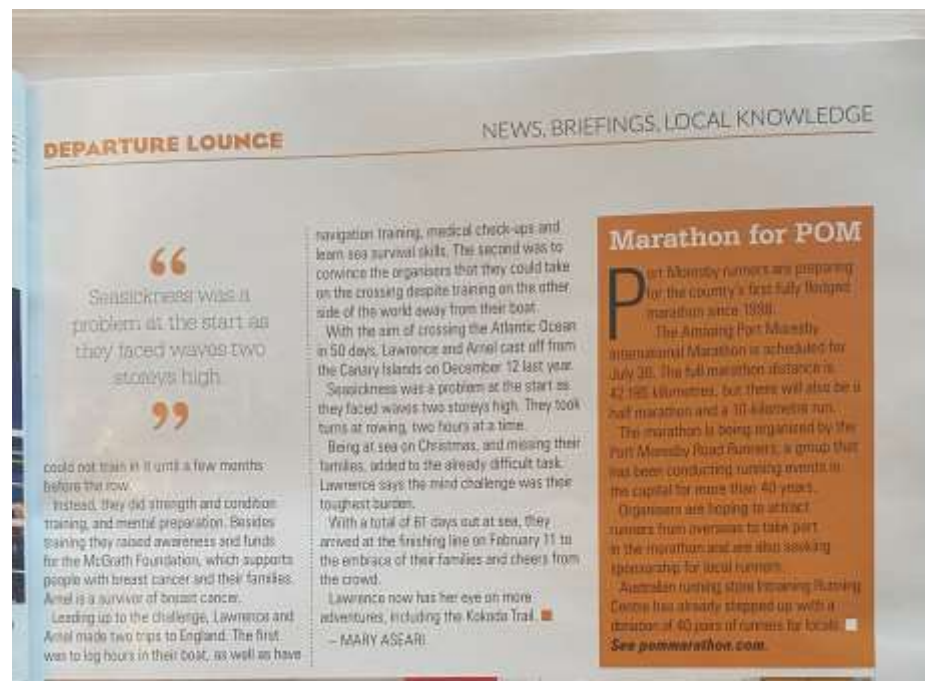 DEPARTURE LOUNGE
NEWS, BRIEFINGS, LOCAL KNOWLEDGE
“
Seasickness was a
problem at the start as
they faced waves two
storeys high
”
could not train in it until a few months
before the row.
Instead, they did strength and condition
training, and mental preparation. Besides
training they raised awareness and funds
for the McGrath Foundation, which supports
people with breast cancer and their families.
Arnel is a survivor of breast cancer.
Leading up to the challenge, Lawrence and
Arnel made two trips to England. The first
was to log hours in their boat, as well as have
navigation training, medical check-ups and
learn sea survival skills. The second was to
convince the organisers that they could take
on the crossing despite training on the other
side of the world away from their boat.
With the aim of crossing the Atlantic Ocean
in 50 days, Lawrence and Arnel cast off from
the Canary Islands on December 12 last year.
Seasickness was a problem at the start as
they faced waves two storeys high. They took
turns at rowing, two hours at a time.
Being at sea on Christmas, and missing their
families, added to the already difficult task.
Lawrence says the mind challenge was their
toughest burden.
With a total of 61 days out at sea, they
arrived at the finishing line on February 11 to
the embrace of their families and cheers from
the crowd.
Lawrence now has her eye on more
adventures, including the Kokoda Trail.
– MARY ASEARI
Marathon for POM
Port Moresby runners are preparing
for the country's first fully fledged
marathon since 1998.
The Amazing Port Moresby
International Marathon is scheduled for
July. The full marathon distance is
42.195 kilometres, but there will also be a
half marathon and a 10-kilometre run.
The marathon is being organised by the
Port Moresby Road Runners, a group that
has been conducting running events in
the capital for more than 40 years.
Organisers are hoping to attract
runners from overseas to take part
in the marathon and are also seeking
sponsorship for local runners.
Australian running store Intraining Running
Centre has already stepped up with a
donation of 40 pairs of runners for locals.
See pommarathon.com.